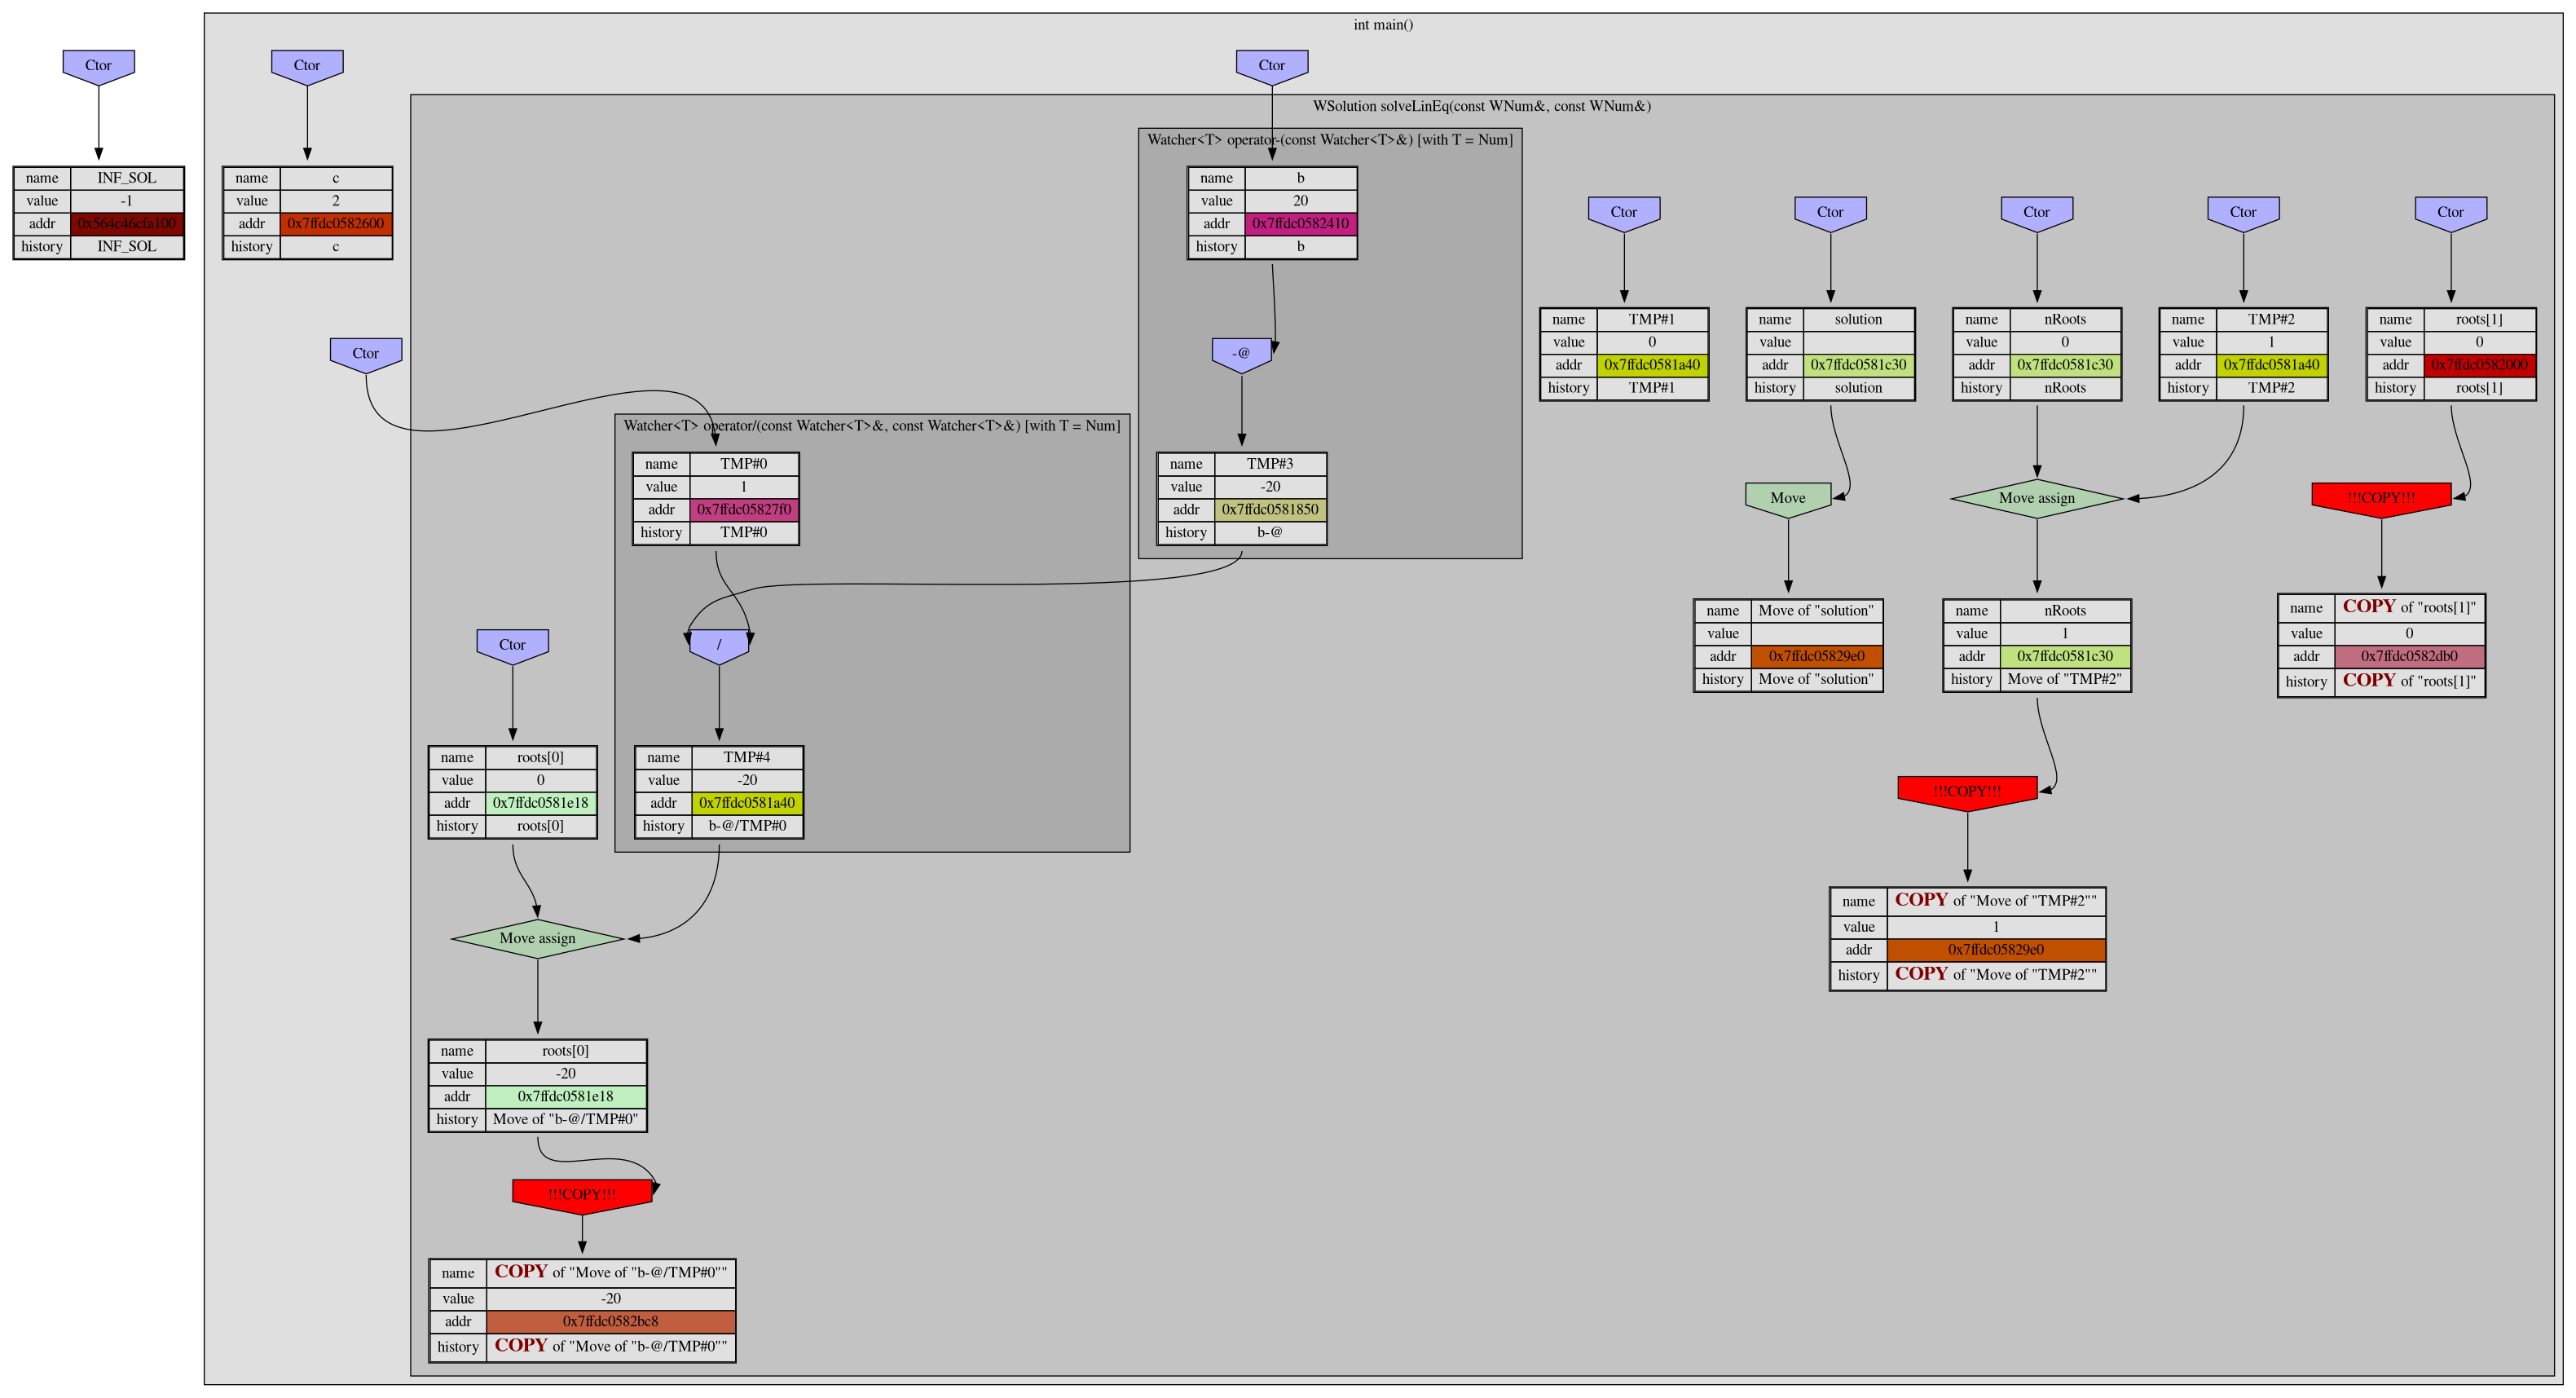 int main()
Ctor
Ctor
Ctor
WSolution solveLinEq(const WNum&, const WNum&)
Watcher<T> operator-(const Watcher<T>&) [with T = Num]
name INF_SOL
value -1
addr 0x564c46cfa100
history INF_SOL
name c
value 2
addr 0x7ffdc0582600
history c
name b
value 20
addr 0x7ffdc0582410
history b
Ctor
Ctor
Ctor
Ctor
Ctor
Ctor
-@
name TMP#1
value 0
addr 0x7ffdc0581a40
history TMP#1
name solution
value
addr 0x7ffdc0581c30
history solution
name nRoots
value 0
addr 0x7ffdc0581c30
history nRoots
name TMP#2
value 1
addr 0x7ffdc0581a40
history TMP#2
name roots[1]
value 0
addr 0x7ffdc0582000
history roots[1]
Watcher<T> operator/(const Watcher<T>&, const Watcher<T>&) [with T = Num]
name TMP#0
value 1
addr 0x7ffdc05827f0
history TMP#0
name TMP#3
value -20
addr 0x7ffdc0581850
history b-@
Move
Move assign
!!!COPY!!!
Ctor
/
name Move of "solution"
value
addr 0x7ffdc05829e0
history Move of "solution"
name nRoots
value 1
addr 0x7ffdc0581c30
history Move of "TMP#2"
name COPY of "roots[1]"
value 0
addr 0x7ffdc0582db0
history COPY of "roots[1]"
name roots[0]
value 0
addr 0x7ffdc0581e18
history roots[0]
name TMP#4
value -20
addr 0x7ffdc0581a40
history b-@/TMP#0
!!!COPY!!!
Move assign
name COPY of "Move of "TMP#2""
value 1
addr 0x7ffdc05829e0
history COPY of "Move of "TMP#2""
name roots[0]
value -20
addr 0x7ffdc0581e18
history Move of "b-@/TMP#0"
!!!COPY!!!
name COPY of "Move of "b-@/TMP#0""
value -20
addr 0x7ffdc0582bc8
history COPY of "Move of "b-@/TMP#0""